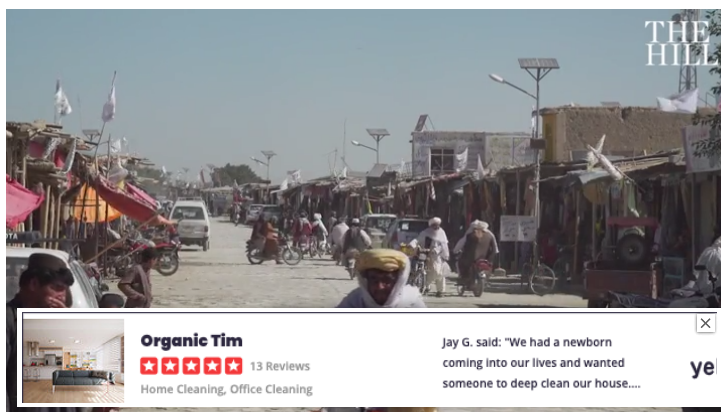 THE
HILL
Organic Tim
13 Reviews
Home Cleaning, Office Cleaning
Jay G. said: "We had a newborn
coming into our lives and wanted
someone to deep clean our house....
yel